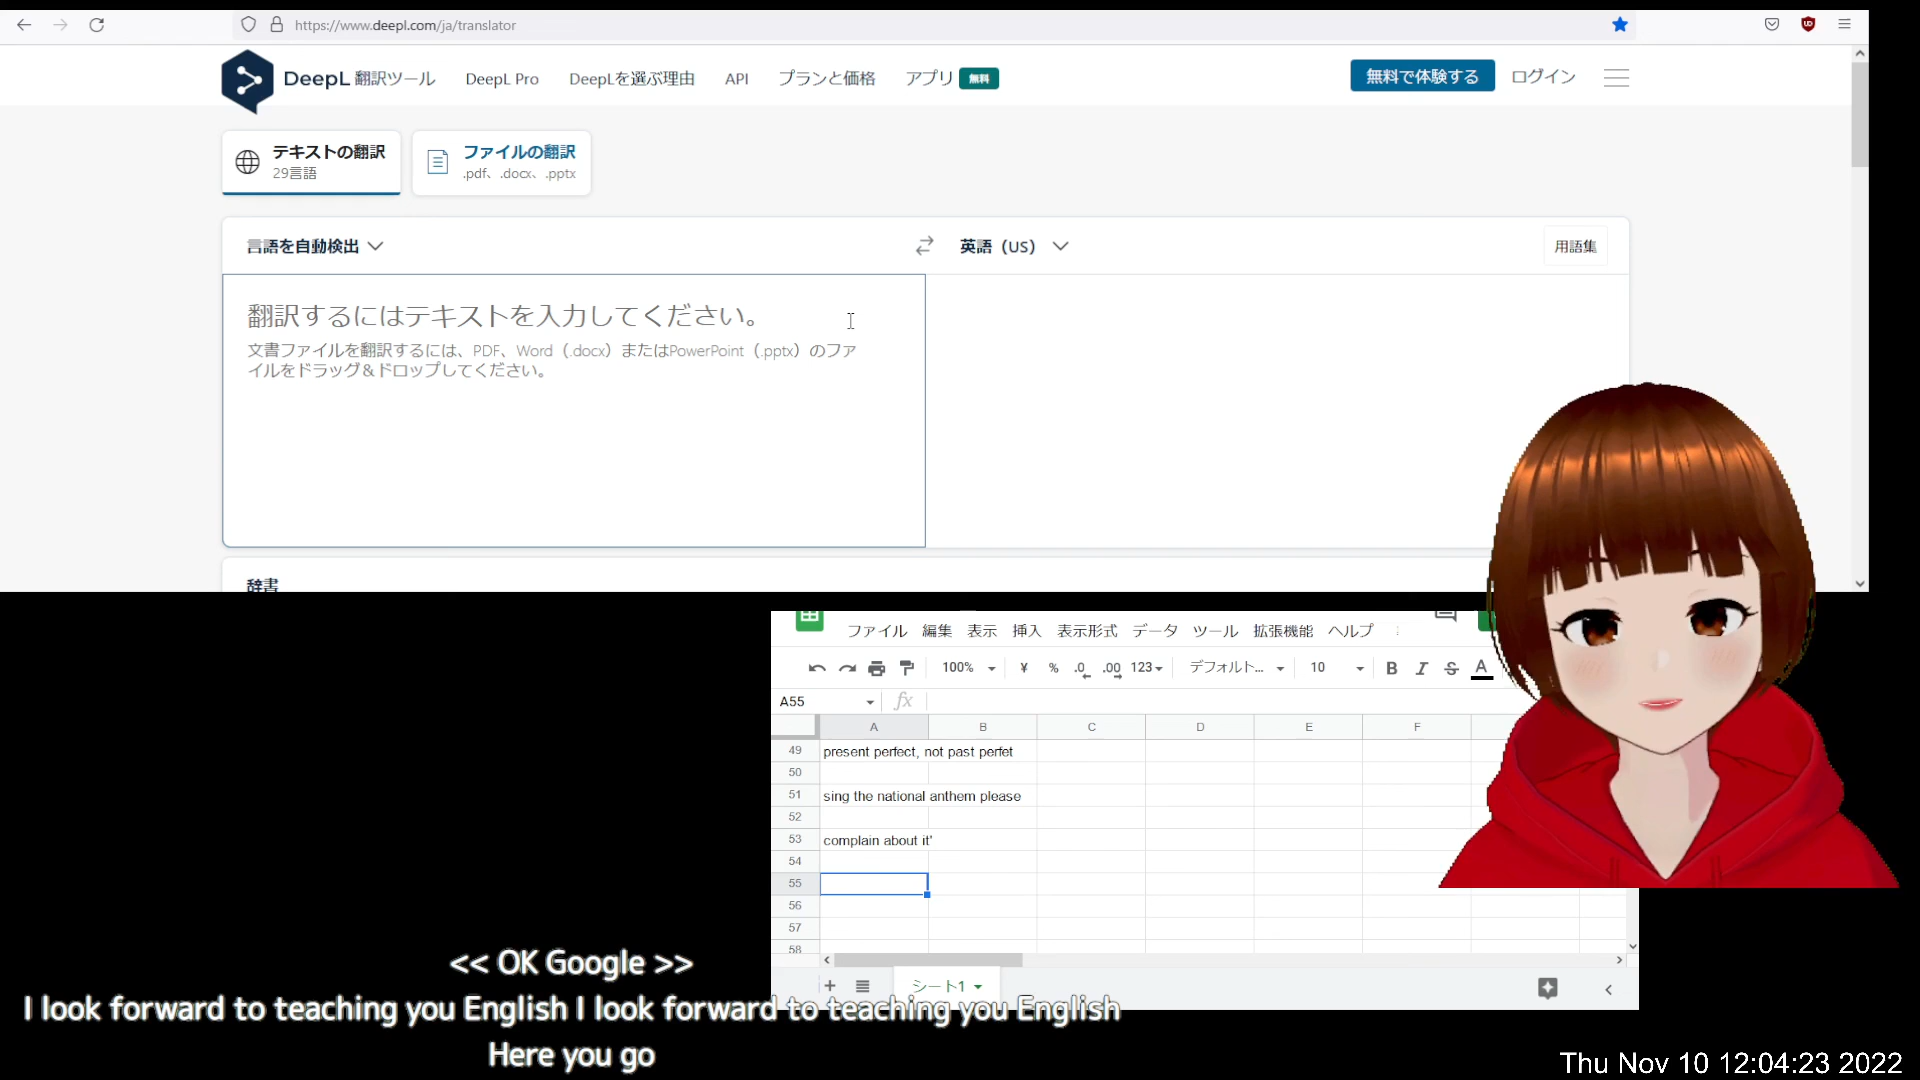 https://www.deepl.com/ja/translator
DeepL 翻訳ツール DeepL Pro DeepLを選ぶ理由 API プランと価格 アプリ 無料 無料で体験する ログイン
テキストの翻訳
29言語
ファイルの翻訳
.pdf、.docx、.pptx
言語を自動検出 英語 (US) 用語集
翻訳するにはテキストを入力してください。
文書ファイルを翻訳するには、PDF、Word（.docx）またはPowerPoint（.pptx）のファ
イルをドラッグ＆ドロップしてください。
辞書
ファイル 編集 表示 挿入 表示形式 データ ツール 拡張機能 ヘルプ
100% ¥ % .0 .00 123 デフォルト... 10 B I S A
A55 fx
A B C D E F
49 present perfect, not past perfet
50
51 sing the national anthem please
52
53 complain about it'
54
55
56
57
58
シート1
<< OK Google >>
I look forward to teaching you English I look forward to teaching you English
Here you go
Thu Nov 10 12:04:23 2022